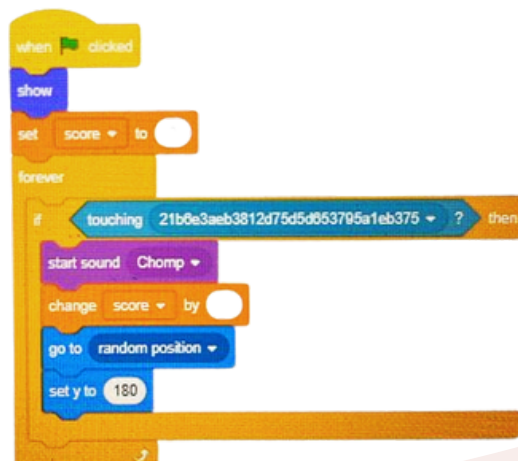 when clicked
show
set score to
forever
if touching 21b6e3aeb3812d75d5d653795a1eb375 ? then
start sound Chomp
change score by
go to random position
set y to 180